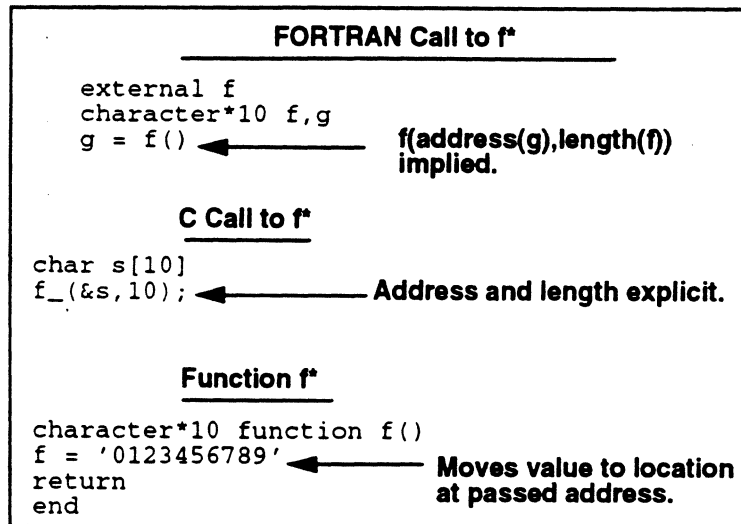 FORTRAN Call to f*
external f
character*10 f,g
g = f()
f(address(g),length(f))
implied.
C Call to f*
char s[10]
f_(&s,10);
Address and length explicit.
Function f*
character*10 function f()
f = '0123456789'
return
end
Moves value to location
at passed address.